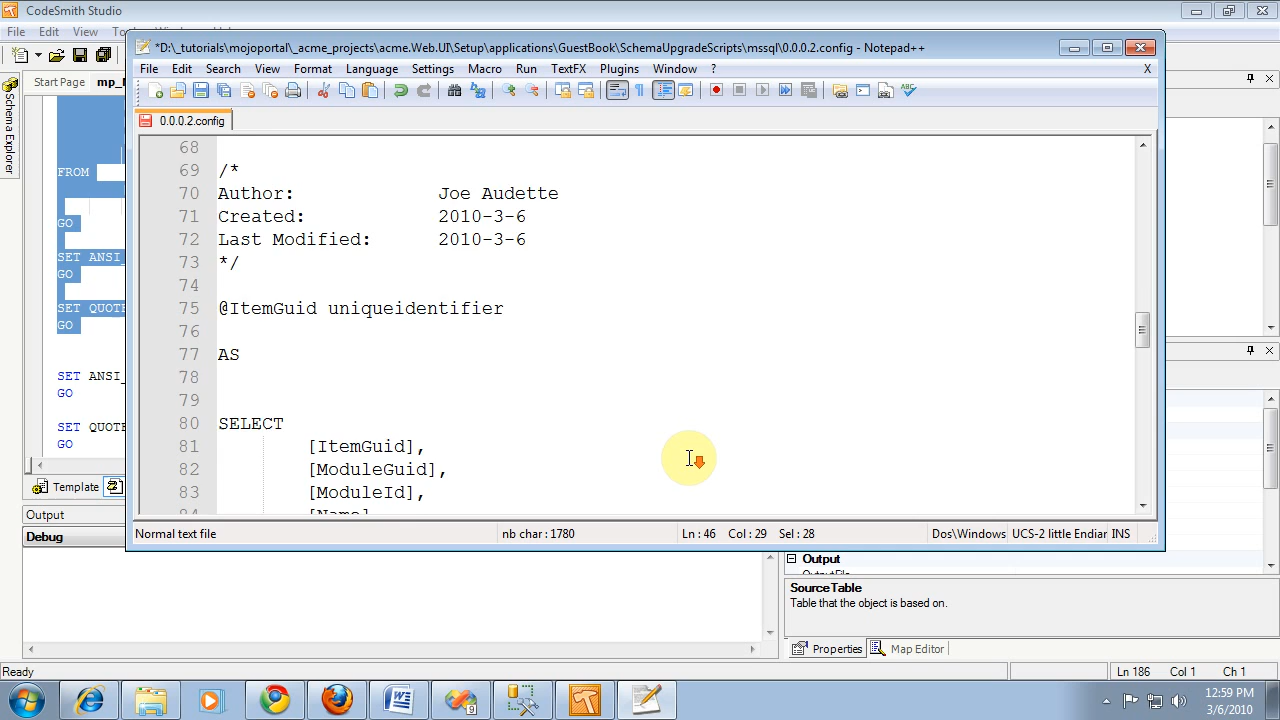 CodeSmith Studio
File Edit View
*D:\_tutorials\mojoportal\_acme_projects\acme.Web.UI\Setup\applications\GuestBook\SchemaUpgradeScripts\mssql\0.0.0.2.config - Notepad++
File Edit Search View Format Language Settings Macro Run TextFX Plugins Window ? X
Start Page
0.0.0.2.config
Schema Explorer
68
69 /*
70 Author: Joe Audette
71 Created: 2010-3-6
72 Last Modified: 2010-3-6
73 */
74
75 @ItemGuid uniqueidentifier
76
77 AS
78
79
80 SELECT
81 [ItemGuid],
82 [ModuleGuid],
83 [ModuleId],
FROM
GO
SET ANSI_
GO
SET QUOTE
GO
SET ANSI_
GO
SET QUOTE
GO
Template
Normal text file nb char : 1780 Ln : 46 Col : 29 Sel : 28 Dos\Windows UCS-2 little Endian INS
Output
Debug
Output
SourceTable
Table that the object is based on.
Properties Map Editor
Ready Ln 186 Col 1 Ch 1
12:59 PM
3/6/2010